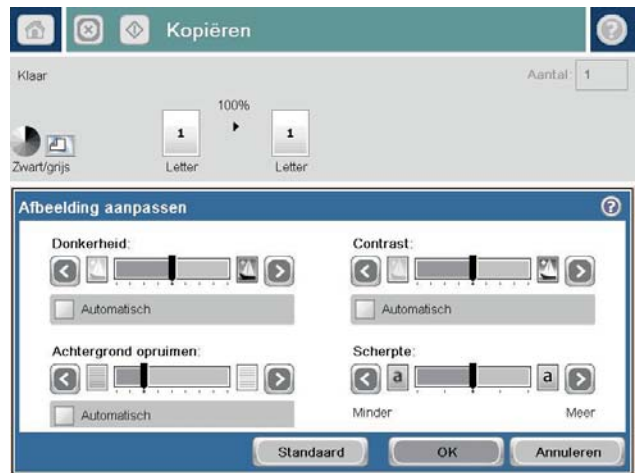 Kopiëren
Klaar
Aantal: 1
100%
1 1
Zwart/grijs Letter Letter
Afbeelding aanpassen
Donkerheid: Contrast:
Automatisch Automatisch
Achtergrond opruimen: Scherpte:
a a
Automatisch Minder Meer
Standaard OK Annuleren